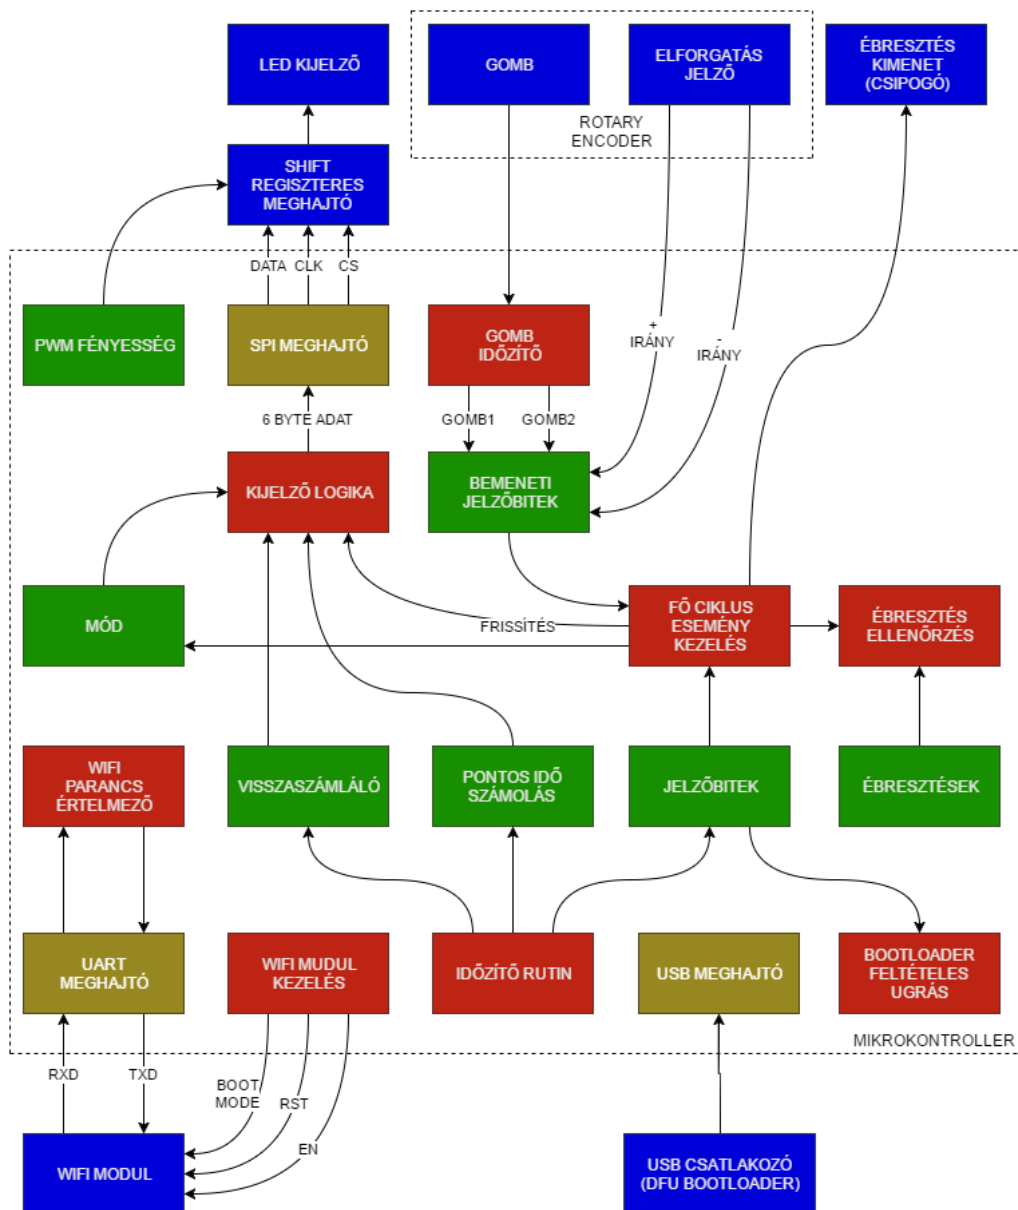 LED KIJELZŐ
GOMB
ELFORGATÁS
JELZŐ
ÉBRESZTÉS
KIMENET
(CSIPOGÓ)
ROTARY
ENCODER
SHIFT
REGISZTERES
MEGHAJTÓ
DATA
CLK
CS
PWM FÉNYESSÉG
SPI MEGHAJTÓ
GOMB
IDŐZÍTŐ
+
IRÁNY
-
IRÁNY
6 BYTE ADAT
GOMB1
GOMB2
KIJELZŐ LOGIKA
BEMENETI
JELZŐBITEK
MÓD
FRISSÍTÉS
FŐ CIKLUS
ESEMÉNY
KEZELÉS
ÉBRESZTÉS
ELLENŐRZÉS
WIFI
PARANCS
ÉRTELMEZŐ
VISSZASZÁMLÁLÓ
PONTOS IDŐ
SZÁMOLÁS
JELZŐBITEK
ÉBRESZTÉSEK
UART
MEGHAJTÓ
WIFI MUDUL
KEZELÉS
IDŐZÍTŐ RUTIN
USB MEGHAJTÓ
BOOTLOADER
FELTÉTELES
UGRÁS
MIKROKONTROLLER
RXD
TXD
BOOT
MODE
RST
EN
WIFI MODUL
USB CSATLAKOZÓ
(DFU BOOTLOADER)